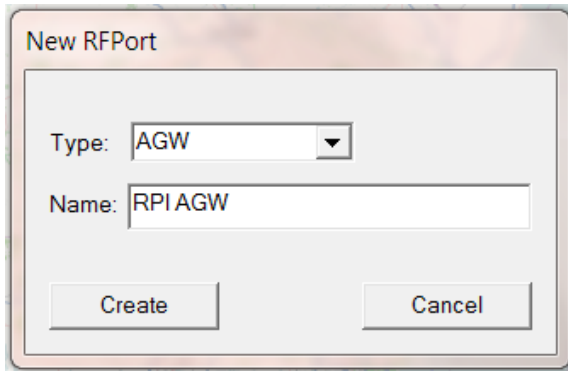 New RFPort
Type: AGW
Name: RPI AGW
Create Cancel